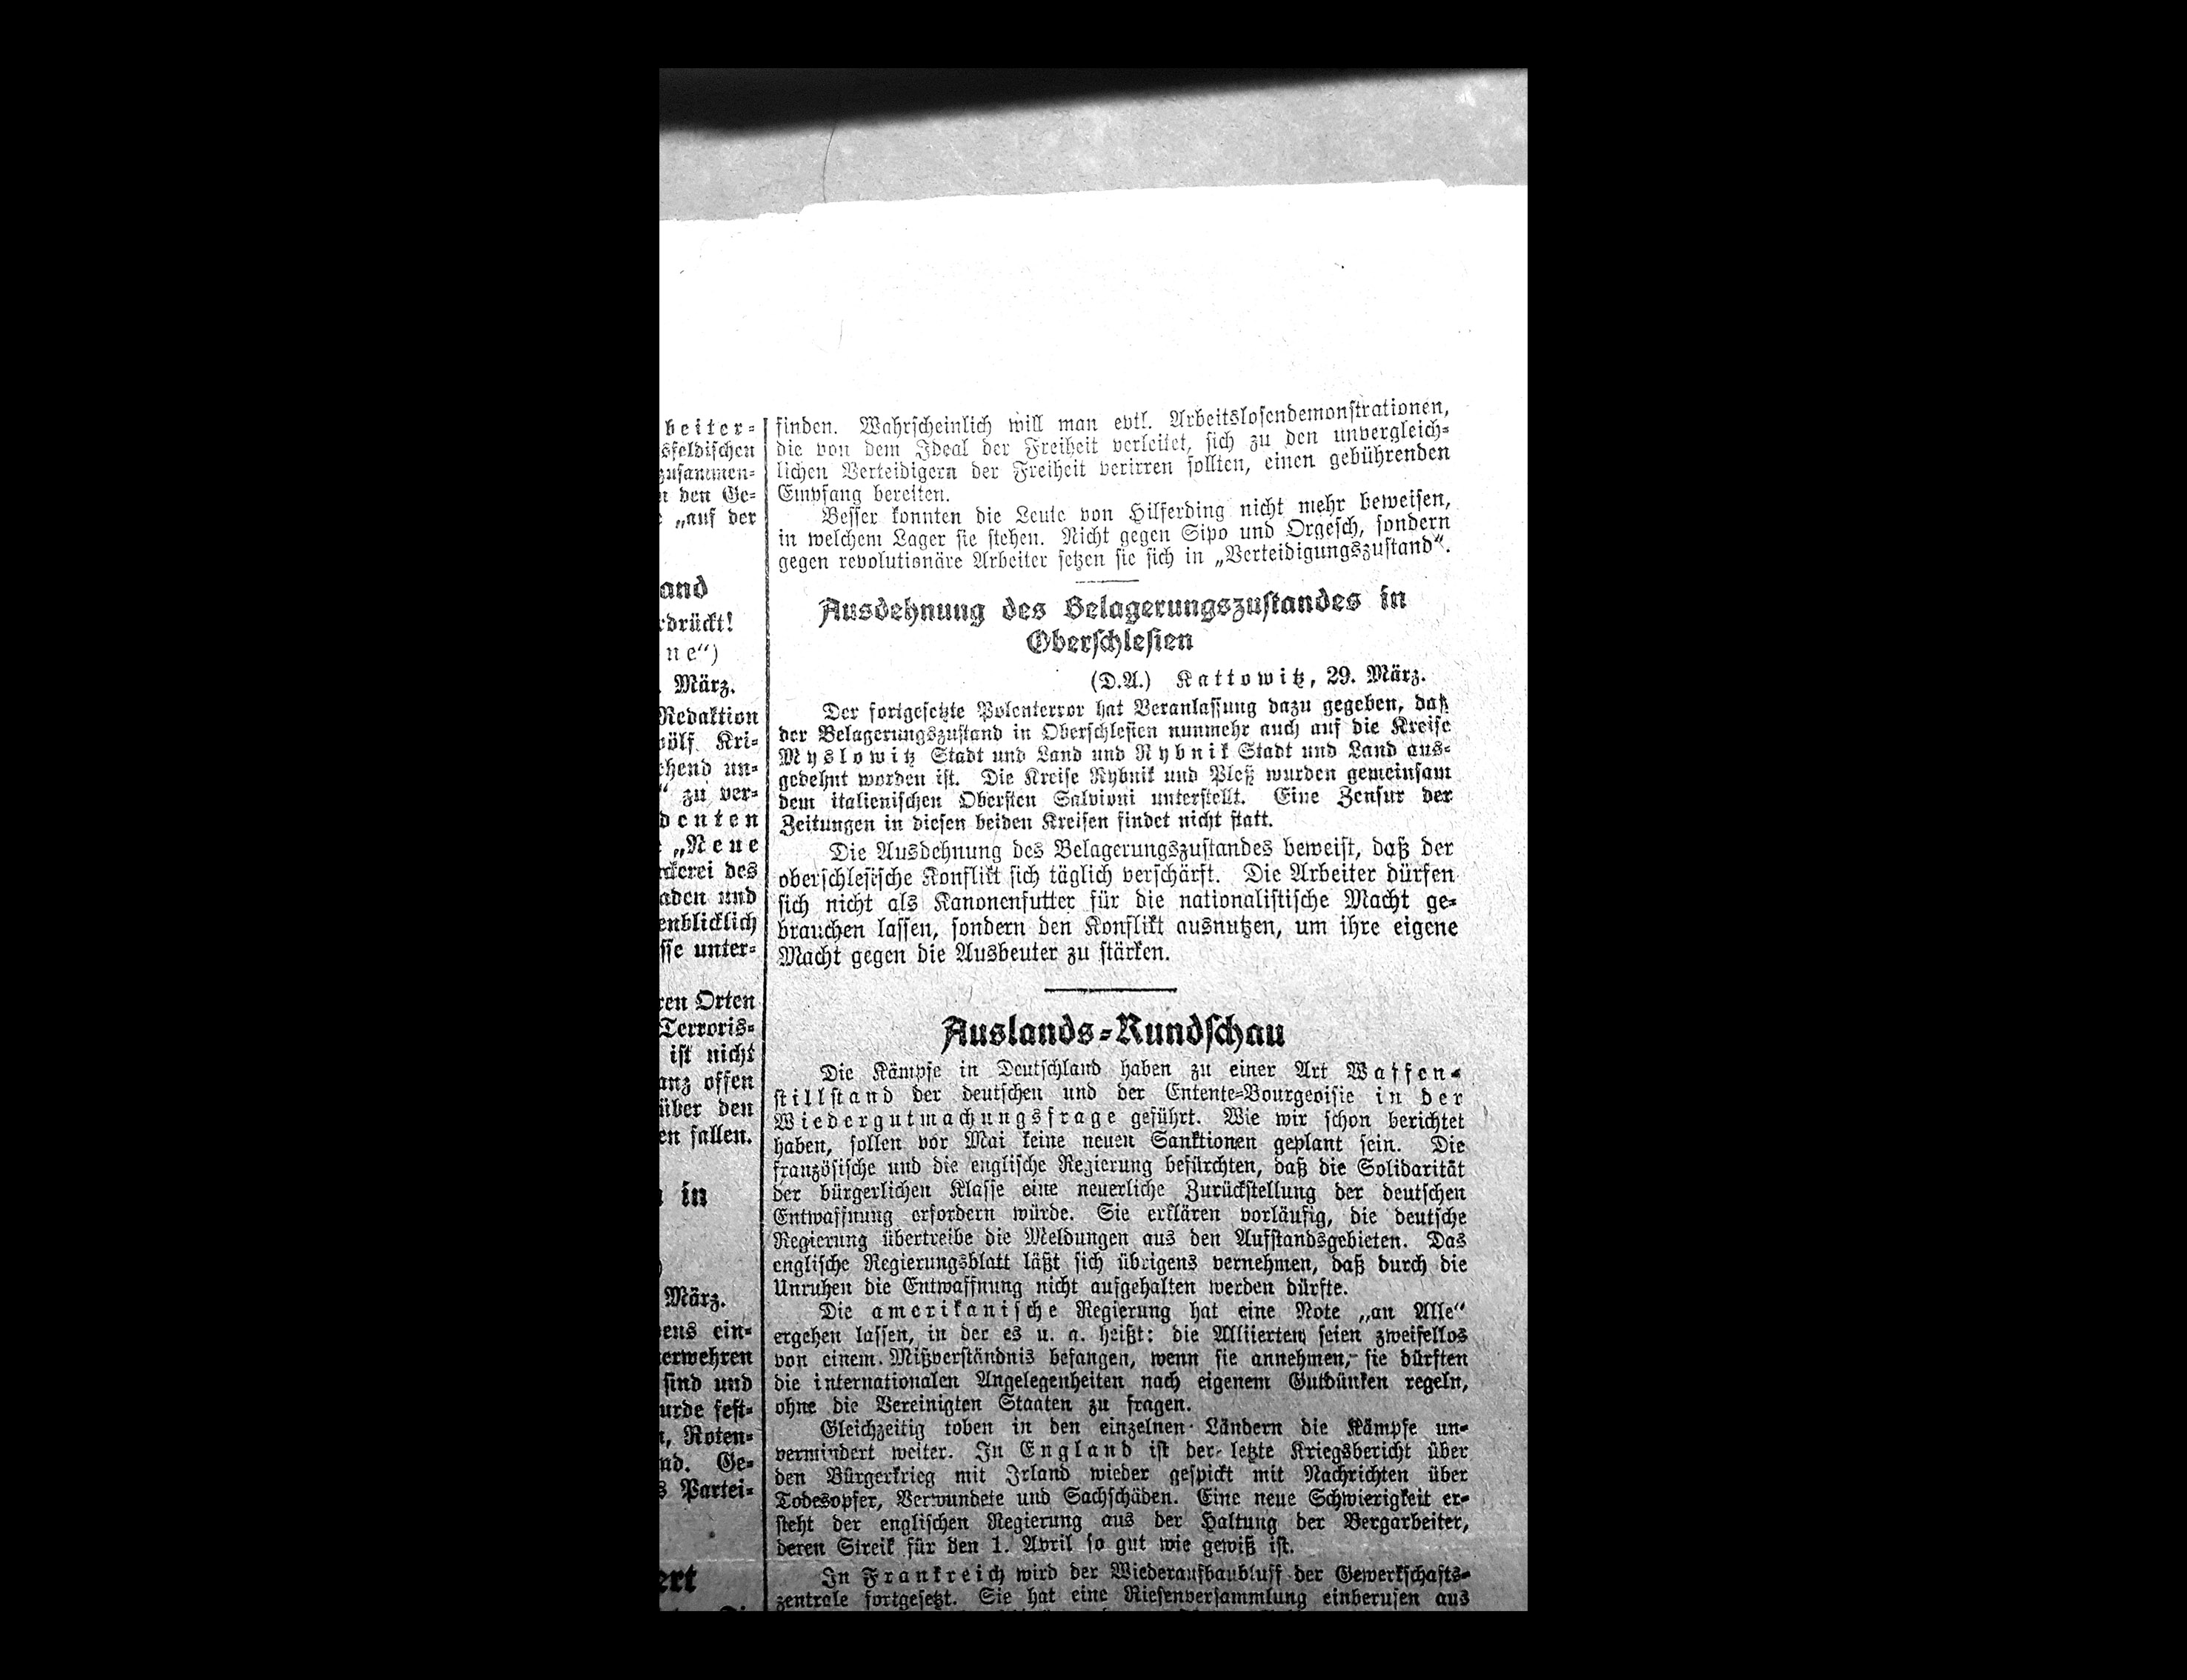 beiter-
sfeldischen
zusammen-
n den Ge-
„auf der
and
rdrückt!
ne“)
. März.
Redaktion
ölf Kri-
chend un-
“ zu ver-
denten
„Neue
ckerei des
aden und
enblicklich
sse unter-
ren Orten
Terroris-
ist nicht
anz offen
über den
en fallen.
in
)
März.
ens ein-
erwehren
sind und
urde fest-
, Roten-
nd. Ge-
s Partei-
ert
finden. Wahrscheinlich will man evtl. Arbeitslosendemonstrationen,
die von dem Ideal der Freiheit verleitet, sich zu den unvergleich-
lichen Verteidigern der Freiheit verirren sollten, einen gebührenden
Empfang bereiten.
Besser konnten die Leute von Hilferding nicht mehr beweisen,
in welchem Lager sie stehen. Nicht gegen Sipo und Orgesch, sondern
gegen revolutionäre Arbeiter setzen sie sich in „Verteidigungszustand“.
Ausdehnung des Belagerungszustandes in
Oberschlesien
(D.A.) Kattowitz, 29. März.
Der fortgesetzte Polenterror hat Veranlassung dazu gegeben, daß
der Belagerungszustand in Oberschlesien nunmehr auch auf die Kreise
Myslowitz Stadt und Land und Rybnik Stadt und Land aus-
gedehnt worden ist. Die Kreise Rybnik und Pleß wurden gemeinsam
dem italienischen Obersten Salvioni unterstellt. Eine Zensur der
Zeitungen in diesen beiden Kreisen findet nicht statt.
Die Ausdehnung des Belagerungszustandes beweist, daß der
oberschlesische Konflikt sich täglich verschärft. Die Arbeiter dürfen
sich nicht als Kanonenfutter für die nationalistische Macht ge-
brauchen lassen, sondern den Konflikt ausnutzen, um ihre eigene
Macht gegen die Ausbeuter zu stärken.
Auslands-Rundschau
Die Kämpfe in Deutschland haben zu einer Art Waffen-
stillstand der deutschen und der Entente-Bourgeoisie in der
Wiedergutmachungsfrage geführt. Wie wir schon berichtet
haben, sollen vor Mai keine neuen Sanktionen geplant sein. Die
französische und die englische Regierung befürchten, daß die Solidarität
der bürgerlichen Klasse eine neuerliche Zurückstellung der deutschen
Entwaffnung erfordern würde. Sie erklären vorläufig, die deutsche
Regierung übertreibe die Meldungen aus den Aufstandsgebieten. Das
englische Regierungsblatt läßt sich übrigens vernehmen, daß durch die
Unruhen die Entwaffnung nicht aufgehalten werden dürfte.
Die amerikanische Regierung hat eine Note „an Alle“
ergehen lassen, in der es u. a. heißt: die Alliierten seien zweifellos
von einem Mißverständnis befangen, wenn sie annehmen, sie dürften
die internationalen Angelegenheiten nach eigenem Gutdünken regeln,
ohne die Vereinigten Staaten zu fragen.
Gleichzeitig toben in den einzelnen Ländern die Kämpfe un-
vermindert weiter. In England ist der letzte Kriegsbericht über
den Bürgerkrieg mit Irland wieder gespickt mit Nachrichten über
Todesopfer, Verwundete und Sachschäden. Eine neue Schwierigkeit er-
steht der englischen Regierung aus der Haltung der Bergarbeiter,
deren Streik für den 1. April so gut wie gewiß ist.
In Frankreich wird der Wiederaufbaubluff der Gewerkschafts-
zentrale fortgesetzt. Sie hat eine Riesenversammlung einberufen aus